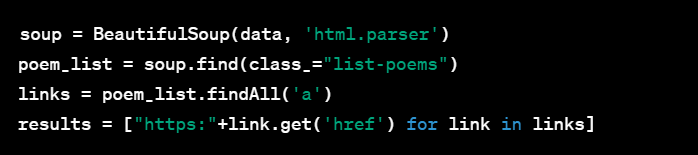 soup = BeautifulSoup(data, 'html.parser')
poem_list = soup.find(class_="list-poems")
links = poem_list.findAll('a')
results = ["https:"+link.get('href') for link in links]